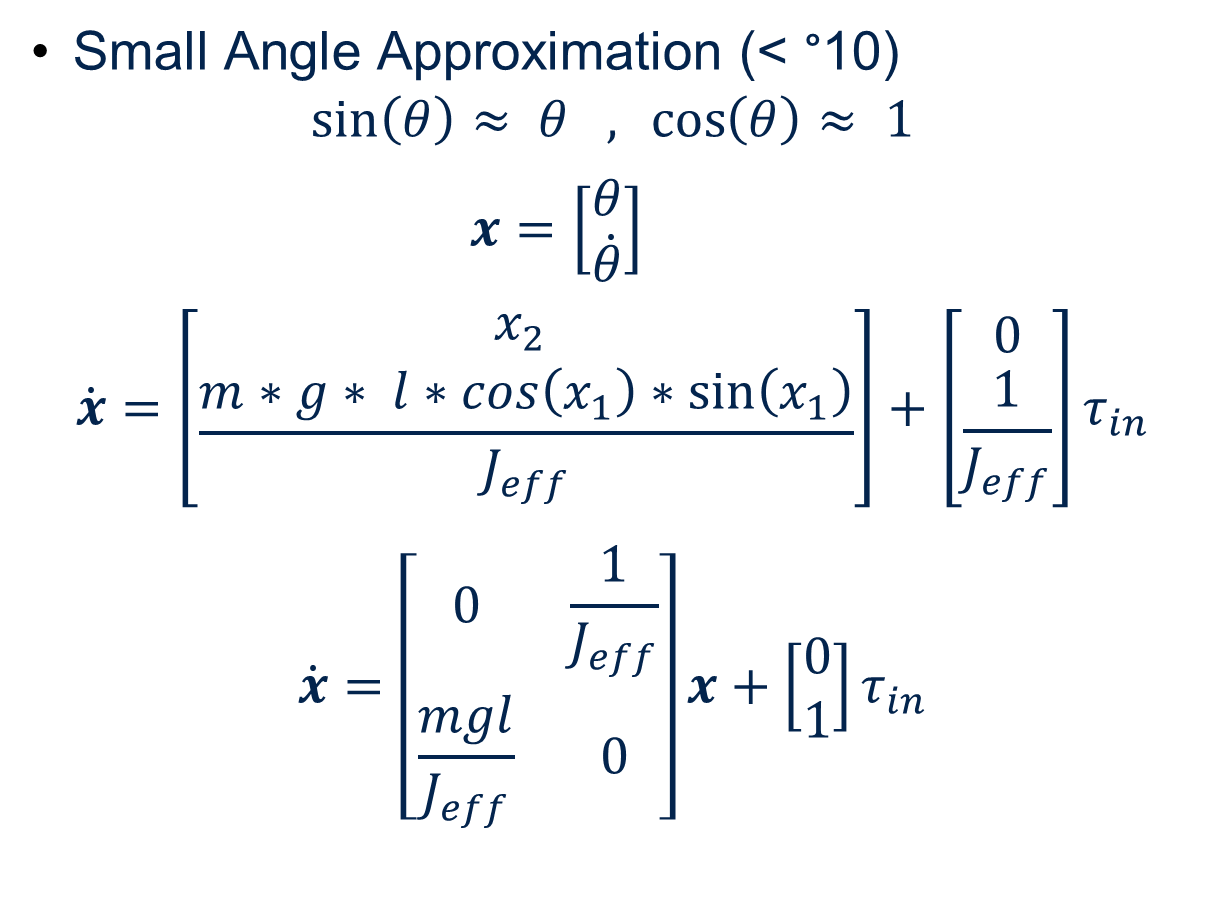 • Small Angle Approximation (< °10)
sin(θ) ≈ θ , cos(θ) ≈ 1
𝒙 = [θ; θ̇]
𝒙̇ = [x₂; (m ∗ g ∗ l ∗ cos(x₁) ∗ sin(x₁))/J_eff] + [0; 1/J_eff] τ_in
𝒙̇ = [0, 1/J_eff; mgl/J_eff, 0] 𝒙 + [0; 1] τ_in